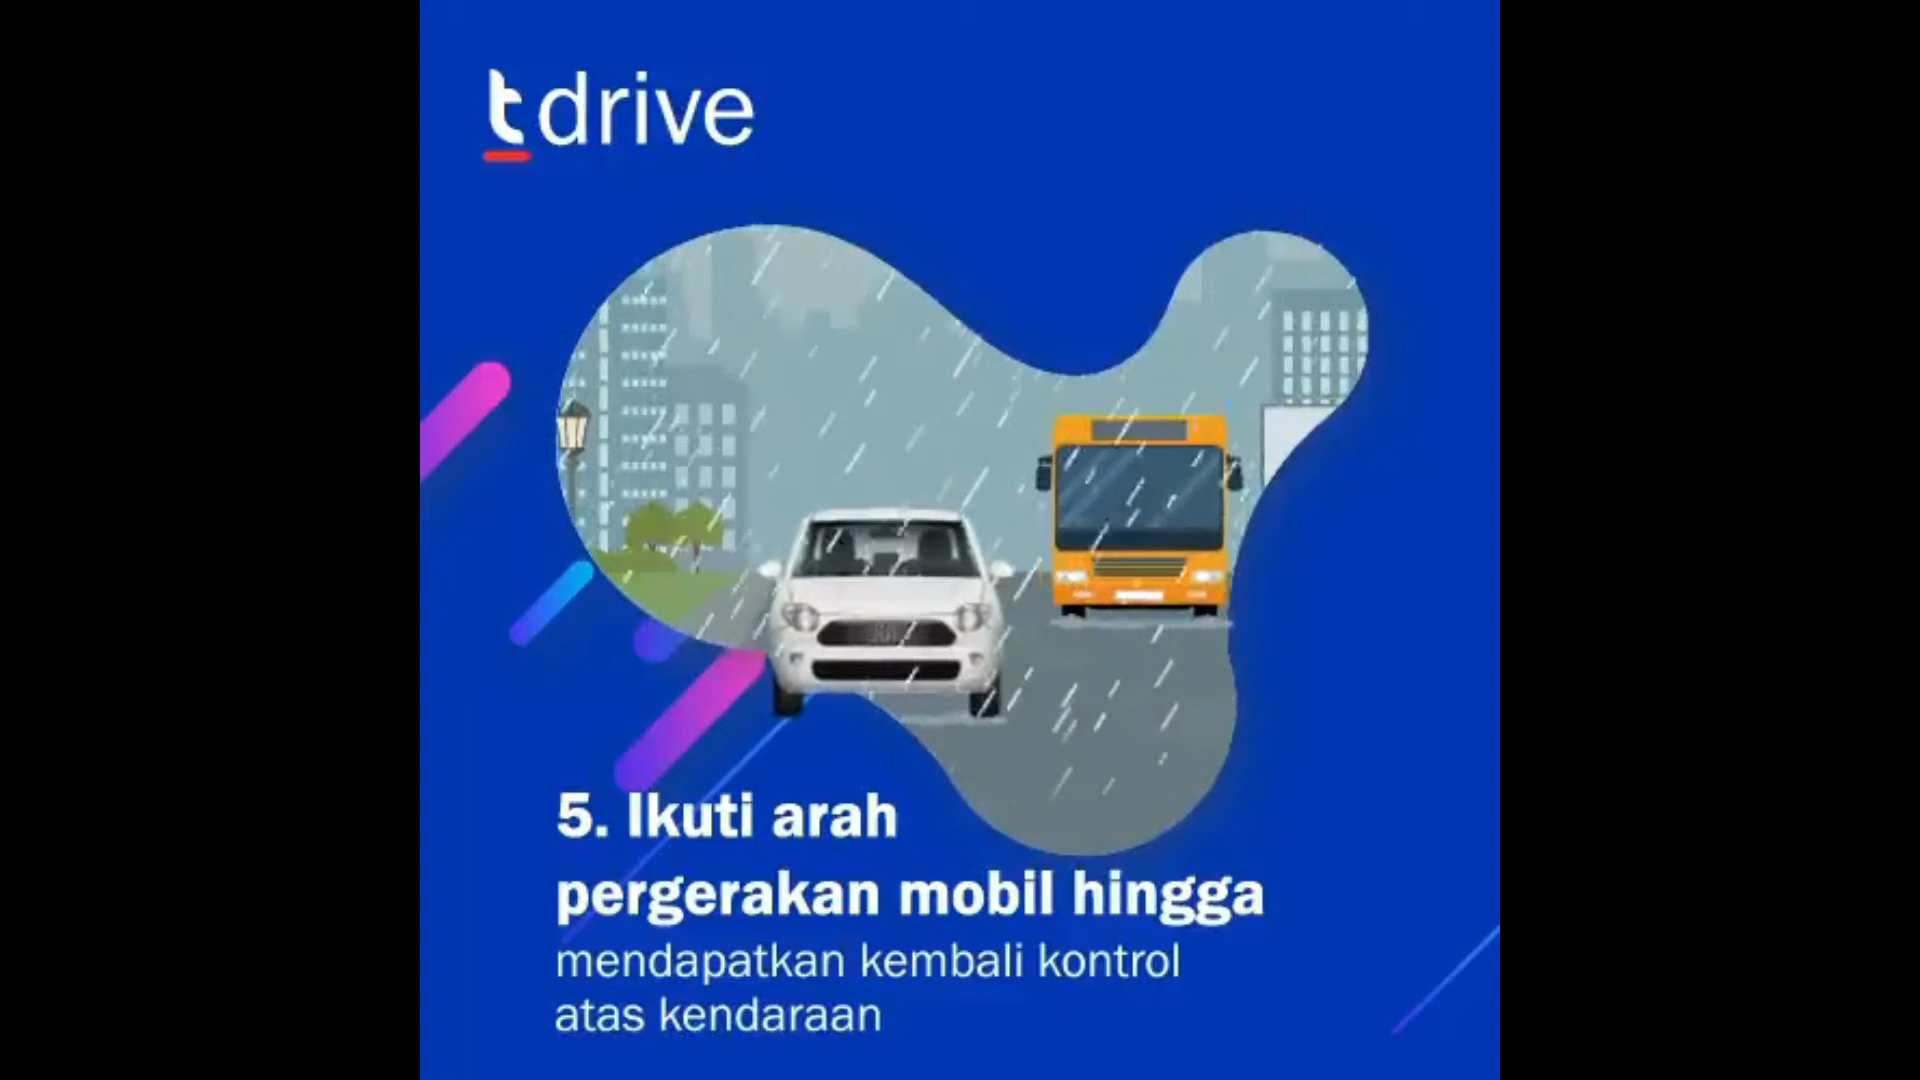 tdrive
5. Ikuti arah
pergerakan mobil hingga
mendapatkan kembali kontrol
atas kendaraan